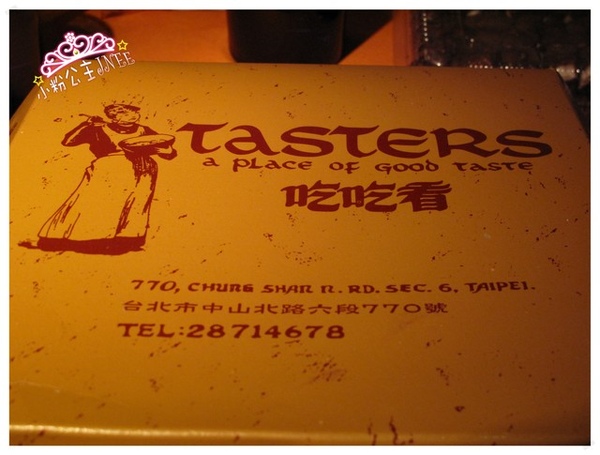 小粉公主JNEE
TASTERS
a place of good taste
吃吃看
770, CHUNG SHAN N. RD. SEC. 6, TAIPEI.
台北市中山北路六段770號
TEL:28714678